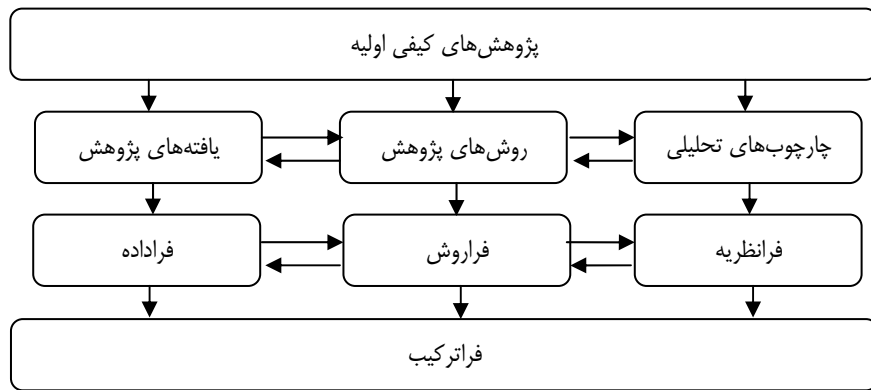 پژوهش‌های کیفی اولیه
چارچوب‌های تحلیلی
روش‌های پژوهش
یافته‌های پژوهش
فرانظریه
فراروش
فراداده
فراترکیب